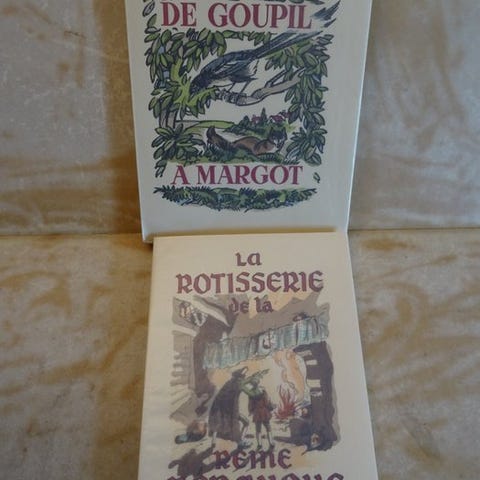 DE GOUPIL
A MARGOT
La
ROTISSERIE
de la
REINE